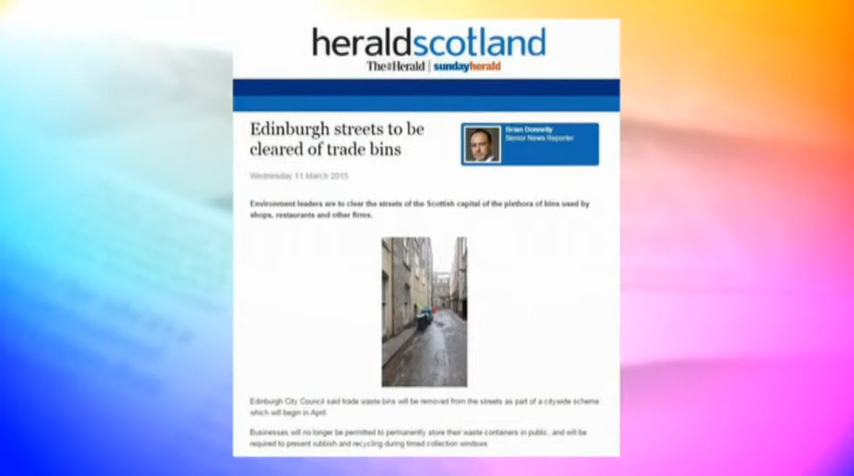 heraldscotland
The Herald | sundayherald
Edinburgh streets to be
cleared of trade bins
Brian Donnelly
Senior News Reporter
Wednesday 11 March 2015
Environment leaders are to clear the streets of the Scottish capital of the plethora of bins used by
shops, restaurants and other firms.
Edinburgh City Council said trade waste bins will be removed from the streets as part of a citywide scheme
which will begin in April.
Businesses will no longer be permitted to permanently store their waste containers in public, and will be
required to present rubbish and recycling during timed collection windows